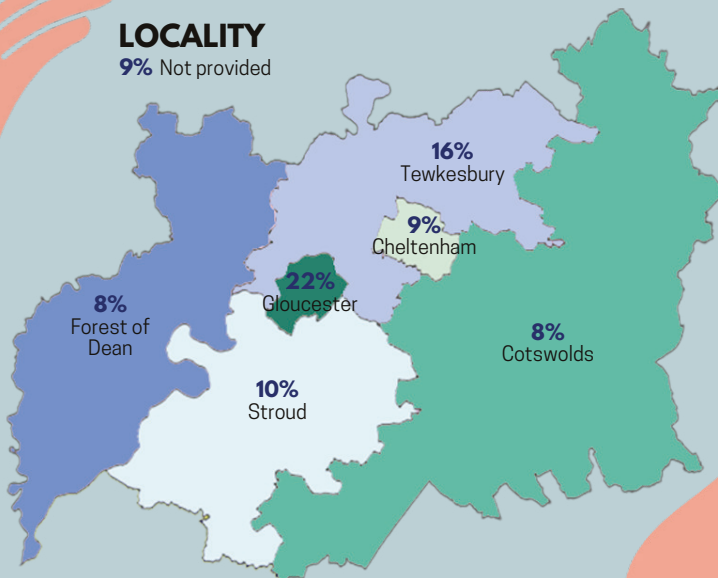 LOCALITY
9% Not provided
16%
Tewkesbury
9%
Cheltenham
22%
Gloucester
8%
Forest of
Dean
8%
Cotswolds
10%
Stroud